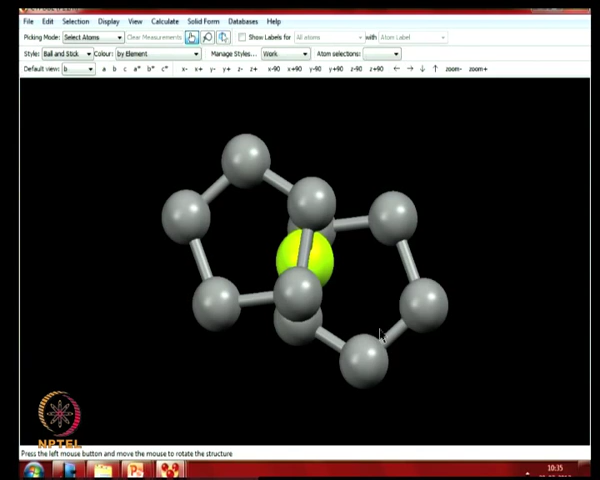 File Edit Selection Display View Calculate Solid Form Databases Help
Picking Mode: Select Atoms Clear Measurements Show Labels for All atoms with Atom Label
Style: Ball and Stick Colour: by Element Manage Styles... Work. Atom selections:
Default view: b a b c a* b* c* x- x+ y- y+ z- z+ x-90 x+90 y-90 y+90 z-90 z+90 ← → ↓ ↑ zoom- zoom+
NPTEL
Press the left mouse button and move the mouse to rotate the structure
10:35